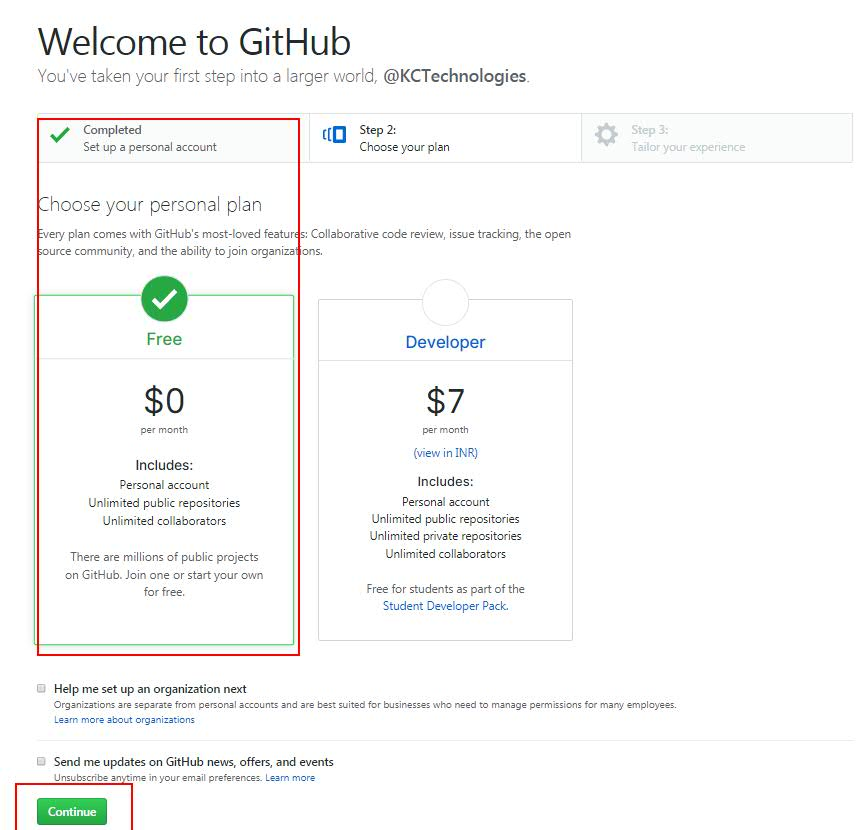 Welcome to GitHub
You've taken your first step into a larger world, @KCTechnologies.
Completed
Set up a personal account
Step 2:
Choose your plan
Step 3:
Tailor your experience
Choose your personal plan
Every plan comes with GitHub's most-loved features: Collaborative code review, issue tracking, the open
source community, and the ability to join organizations.
Free
$0
per month
Includes:
Personal account
Unlimited public repositories
Unlimited collaborators
There are millions of public projects
on GitHub. Join one or start your own
for free.
Developer
$7
per month
(view in INR)
Includes:
Personal account
Unlimited public repositories
Unlimited private repositories
Unlimited collaborators
Free for students as part of the
Student Developer Pack.
Help me set up an organization next
Organizations are separate from personal accounts and are best suited for businesses who need to manage permissions for many employees.
Learn more about organizations
Send me updates on GitHub news, offers, and events
Unsubscribe anytime in your email preferences. Learn more
Continue